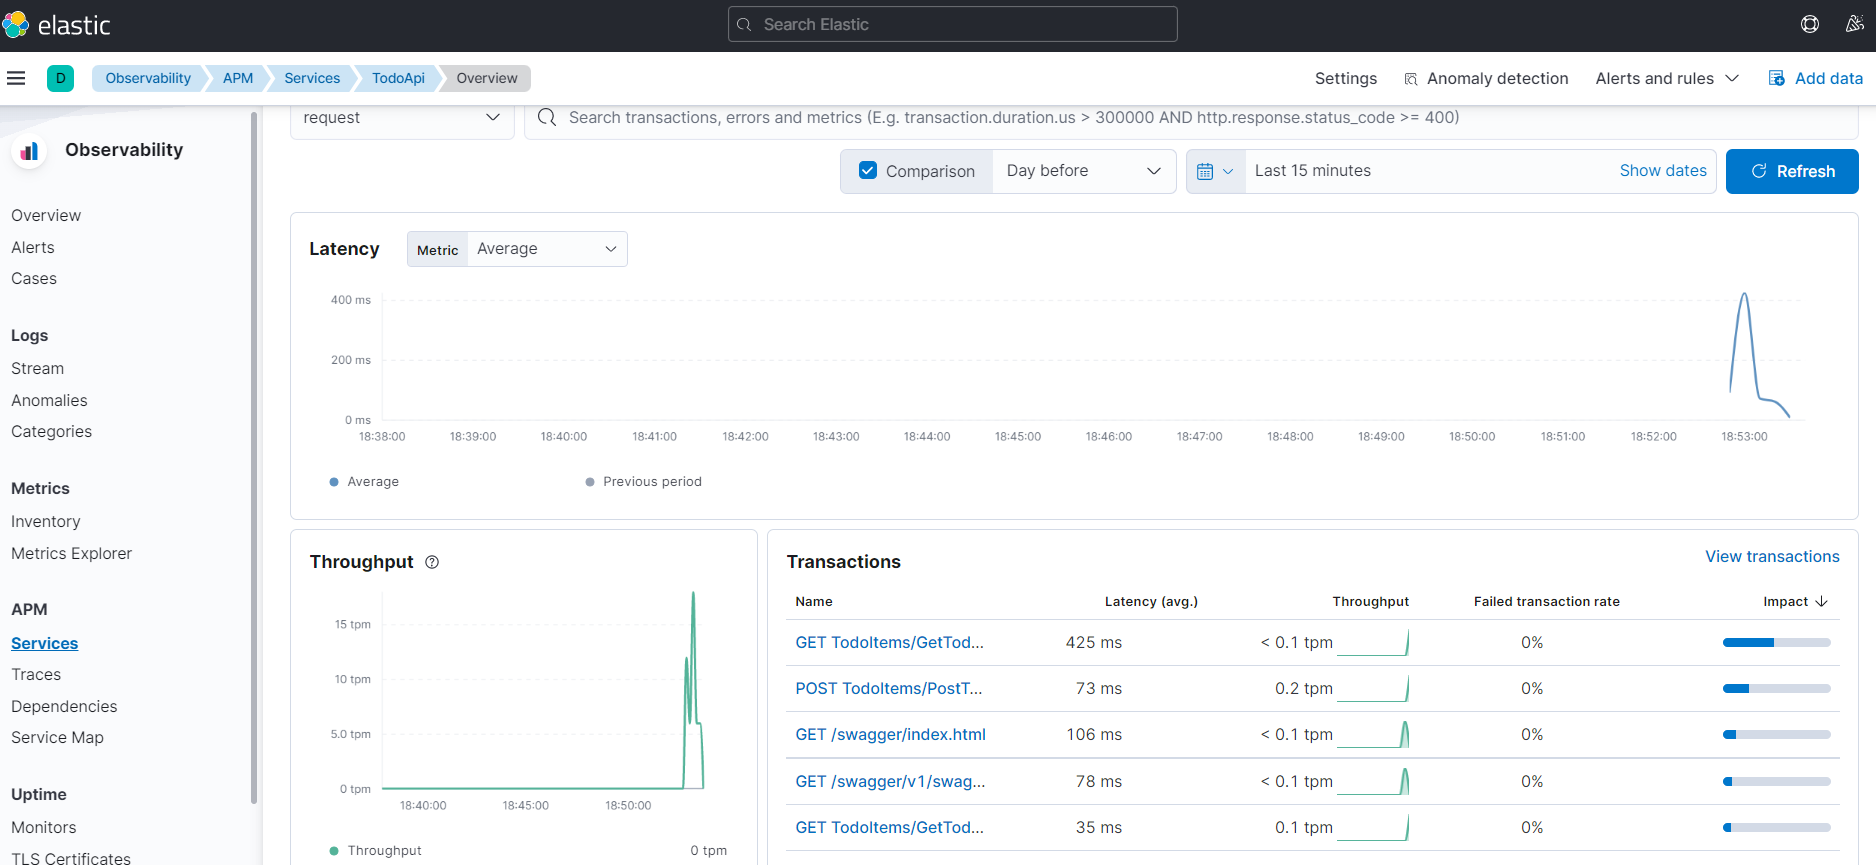 elastic
Search Elastic
D
Observability
APM
Services
TodoApi
Overview
Settings
Anomaly detection
Alerts and rules
Add data
Observability
Overview
Alerts
Cases
Logs
Stream
Anomalies
Categories
Metrics
Inventory
Metrics Explorer
APM
Services
Traces
Dependencies
Service Map
Uptime
Monitors
TLS Certificates
request
Search transactions, errors and metrics (E.g. transaction.duration.us > 300000 AND http.response.status_code >= 400)
Comparison
Day before
Last 15 minutes
Show dates
Refresh
Latency
Metric
Average
400 ms
200 ms
0 ms
18:38:00 18:39:00 18:40:00 18:41:00 18:42:00 18:43:00 18:44:00 18:45:00 18:46:00 18:47:00 18:48:00 18:49:00 18:50:00 18:51:00 18:52:00 18:53:00
Average
Previous period
Throughput
15 tpm
10 tpm
5.0 tpm
0 tpm
18:40:00 18:45:00 18:50:00
Throughput 0 tpm
Transactions
View transactions
Name Latency (avg.) Throughput Failed transaction rate Impact
GET TodoItems/GetTod... 425 ms < 0.1 tpm 0%
POST TodoItems/PostT... 73 ms 0.2 tpm 0%
GET /swagger/index.html 106 ms < 0.1 tpm 0%
GET /swagger/v1/swag... 78 ms < 0.1 tpm 0%
GET TodoItems/GetTod... 35 ms 0.1 tpm 0%